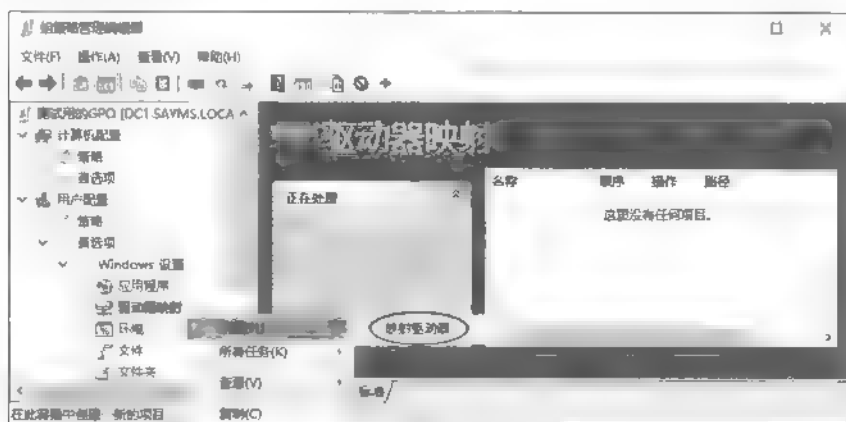 组策略管理编辑器
文件(F) 操作(A) 查看(V) 帮助(H)
测试用的GPO [DC1.SAYMS.LOCA
计算机配置
策略
首选项
用户配置
策略
首选项
Windows 设置
应用程序
驱动器映射
环境
文件
文件夹
在此容器中创建一新的项目
驱动器映射
正在处理
名称 顺序 操作 路径
这里没有任何项目。
映射驱动器
所有任务(K)
查看(V)
复制(C)
标准